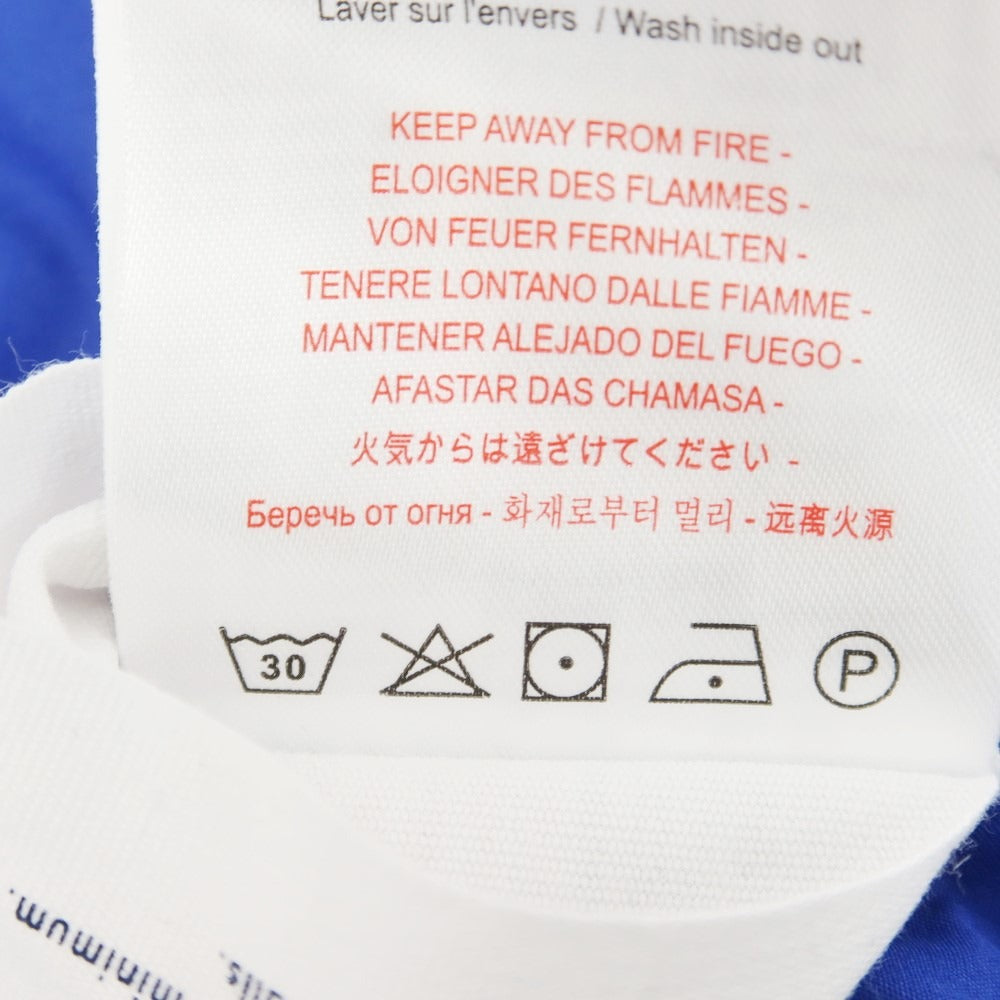 Laver sur l'envers / Wash inside out
KEEP AWAY FROM FIRE -
ELOIGNER DES FLAMMES -
VON FEUER FERNHALTEN -
TENERE LONTANO DALLE FIAMME -
MANTENER ALEJADO DEL FUEGO -
AFASTAR DAS CHAMASA -
火気からは遠ざけてください -
Беречь от огня - 화재로부터 멀리 - 远离火源
30
P
minimum.